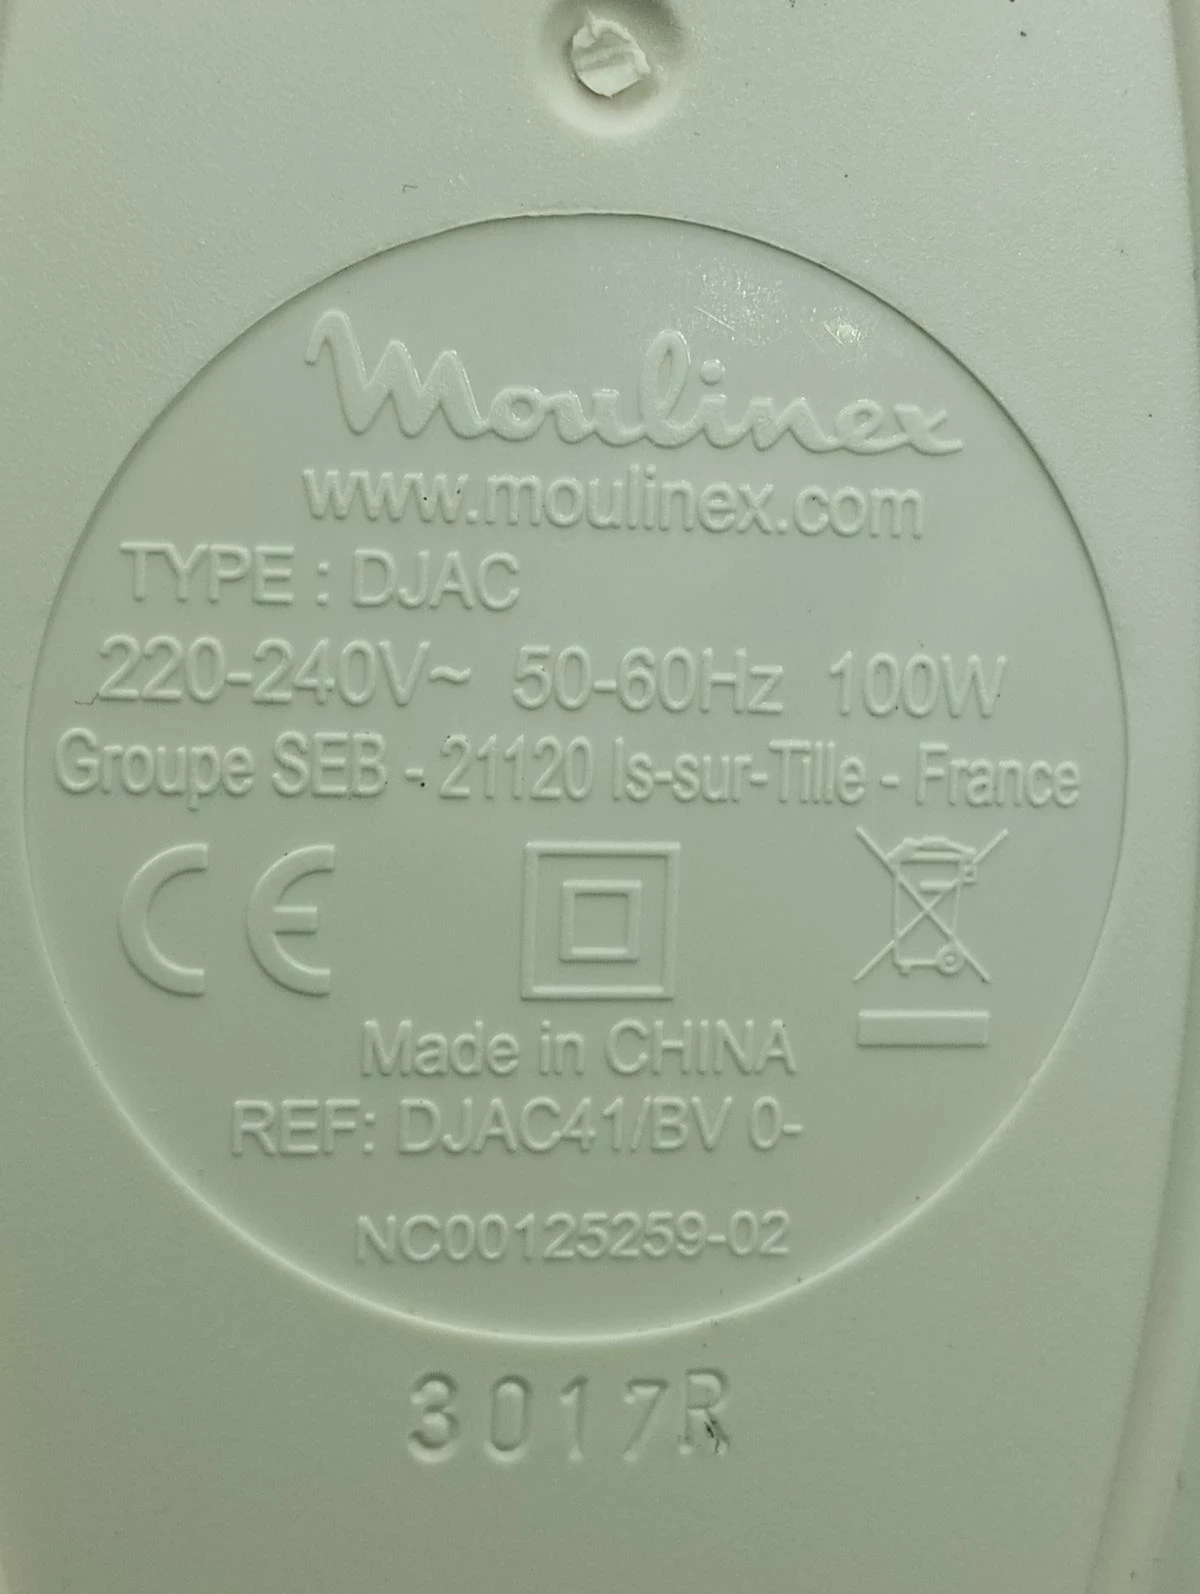 Moulinex
www.moulinex.com
TYPE : DJAC
220-240V~ 50-60Hz 100W
Groupe SEB - 21120 Is-sur-Tille - France
CE
Made in CHINA
REF: DJAC41/BV 0-
NC00125259-02
3017R